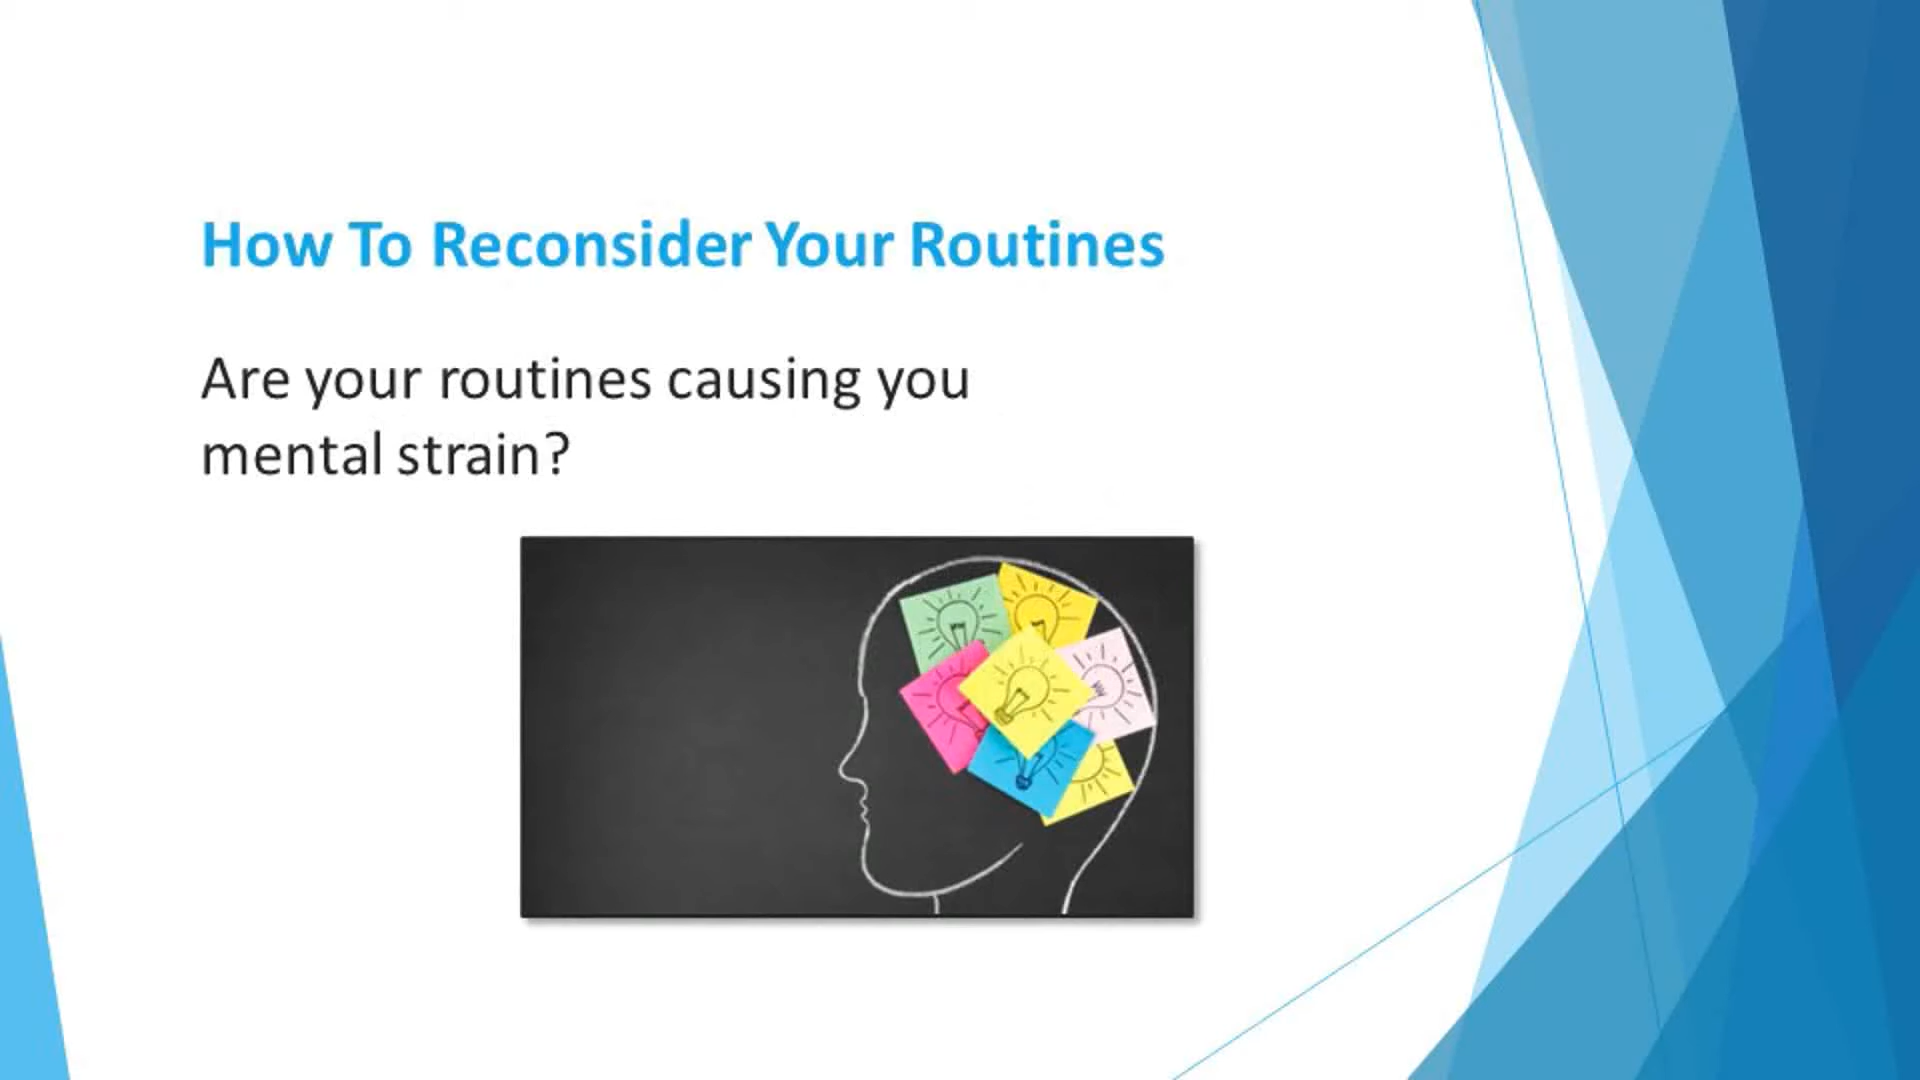 How To Reconsider Your Routines
Are your routines causing you
mental strain?